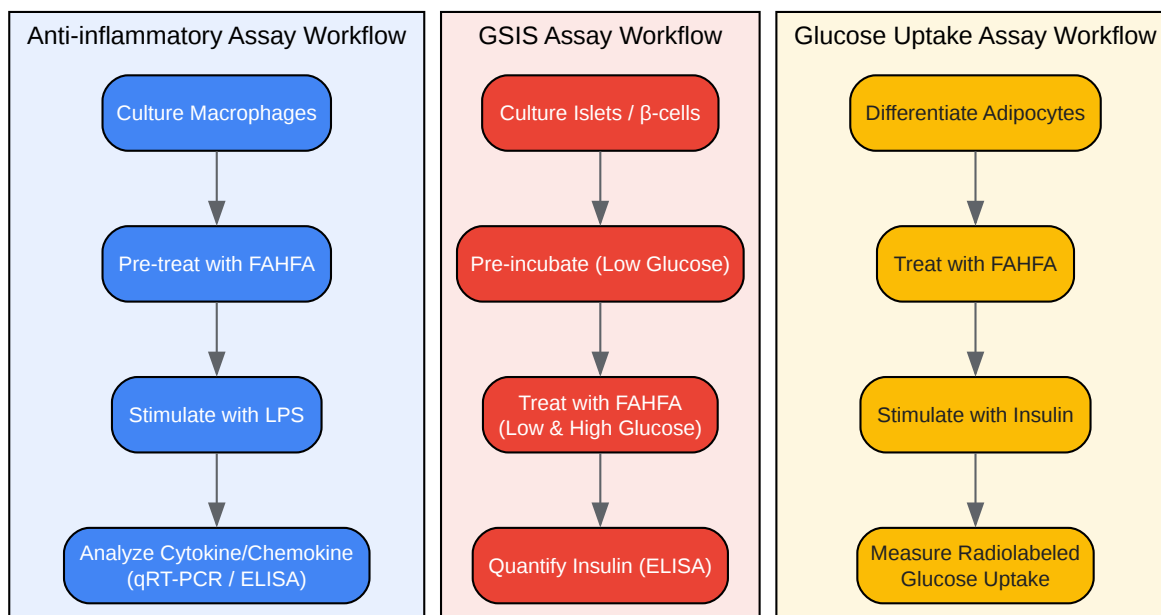 Anti-inflammatory Assay Workflow
Culture Macrophages
Pre-treat with FAHFA
Stimulate with LPS
Analyze Cytokine/Chemokine
(qRT-PCR / ELISA)
GSIS Assay Workflow
Culture Islets / β-cells
Pre-incubate (Low Glucose)
Treat with FAHFA
(Low & High Glucose)
Quantify Insulin (ELISA)
Glucose Uptake Assay Workflow
Differentiate Adipocytes
Treat with FAHFA
Stimulate with Insulin
Measure Radiolabeled
Glucose Uptake